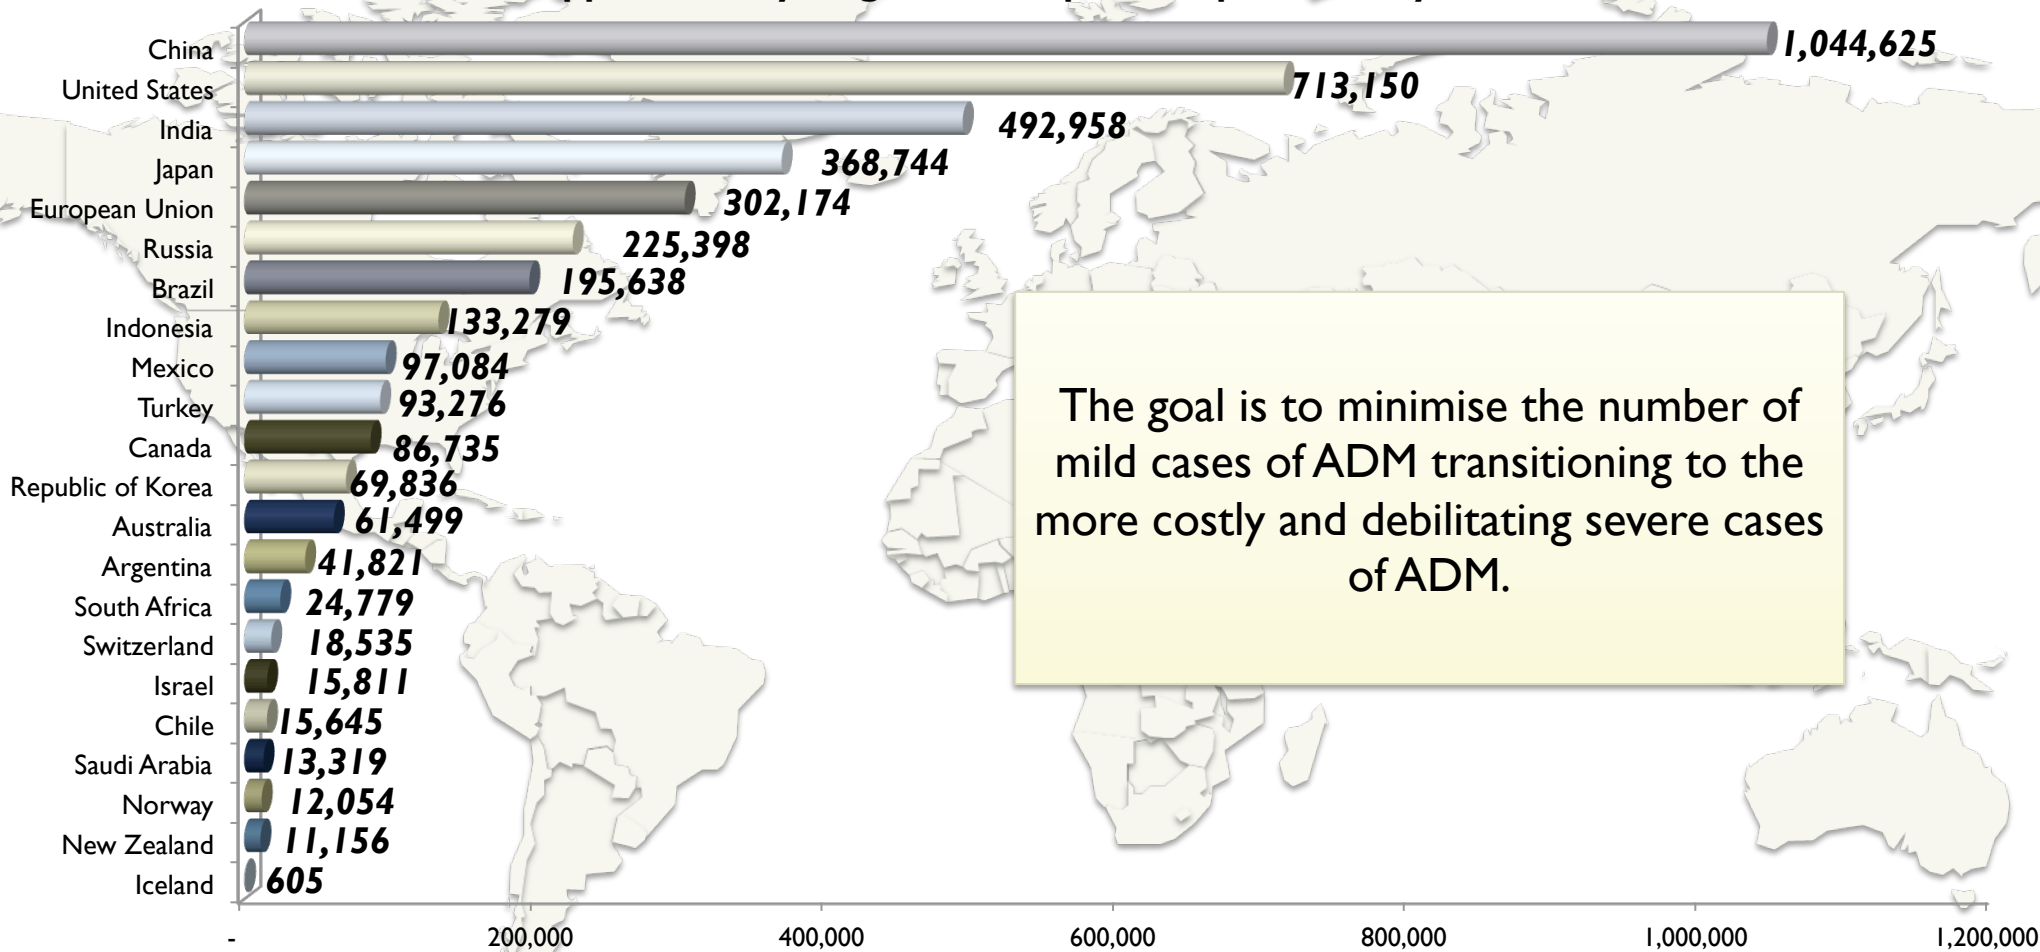 China 1,044,625
United States 713,150
India 492,958
Japan 368,744
European Union 302,174
Russia 225,398
Brazil 195,638
Indonesia 133,279
Mexico 97,084
Turkey 93,276
Canada 86,735
Republic of Korea 69,836
Australia 61,499
Argentina 41,821
South Africa 24,779
Switzerland 18,535
Israel 15,811
Chile 15,645
Saudi Arabia 13,319
Norway 12,054
New Zealand 11,156
Iceland 605
- 200,000 400,000 600,000 800,000 1,000,000 1,200,000
The goal is to minimise the number of
mild cases of ADM transitioning to the
more costly and debilitating severe cases
of ADM.